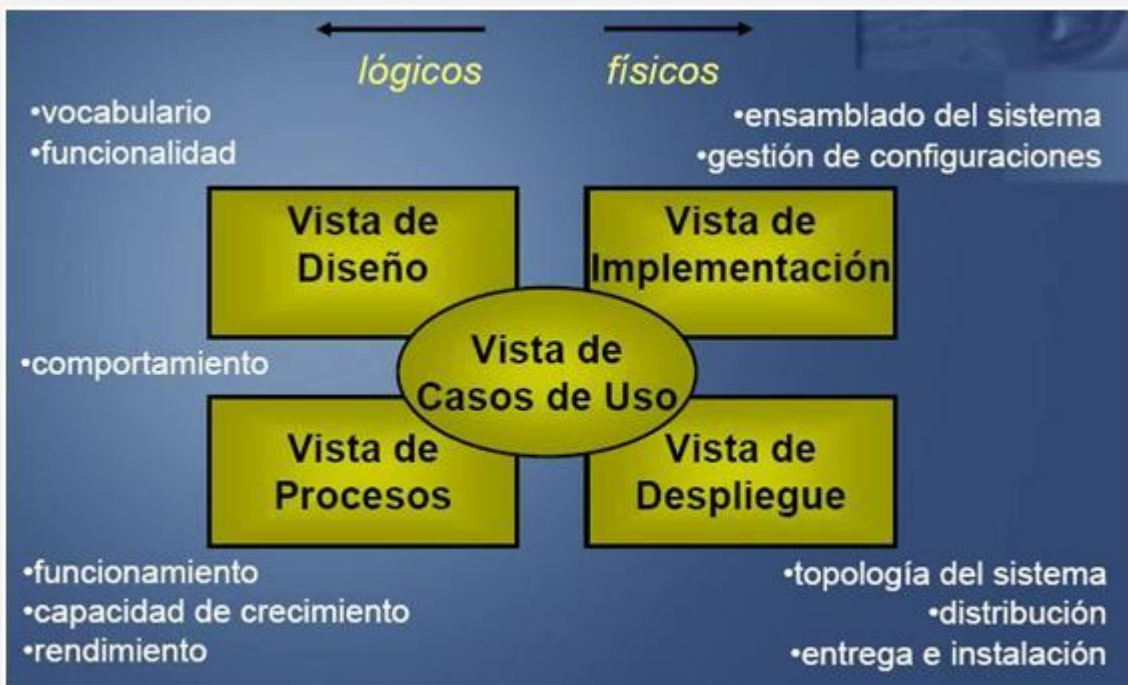 lógicos
físicos
•vocabulario
•funcionalidad
•ensamblado del sistema
•gestión de configuraciones
Vista de
Diseño
Vista de
Implementación
•comportamiento
Vista de
Casos de Uso
Vista de
Procesos
Vista de
Despliegue
•funcionamiento
•capacidad de crecimiento
•rendimiento
•topología del sistema
•distribución
•entrega e instalación